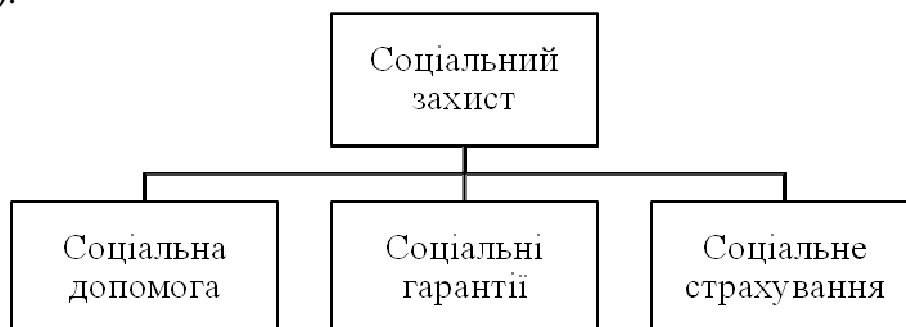 Соціальний
захист
Соціальна
допомога
Соціальні
гарантії
Соціальне
страхування